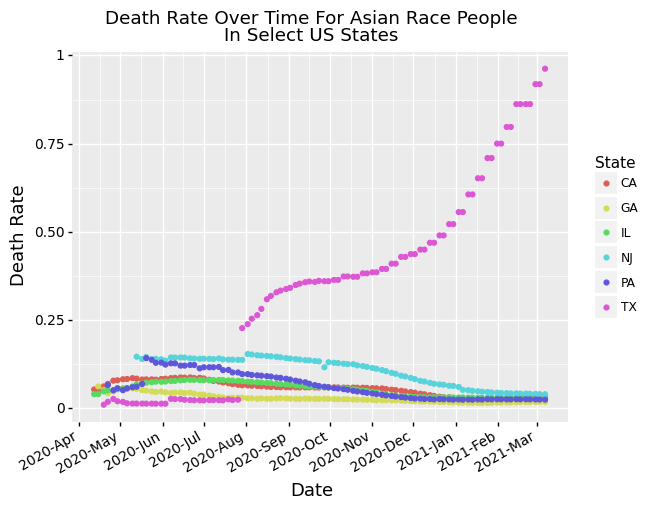 Death Rate Over Time For Asian Race People
In Select US States
1
0.75
0.50
0.25
0
Death Rate
2020-Apr
2020-May
2020-Jun
2020-Jul
2020-Aug
2020-Sep
2020-Oct
2020-Nov
2020-Dec
2021-Jan
2021-Feb
2021-Mar
Date
State
CA
GA
IL
NJ
PA
TX